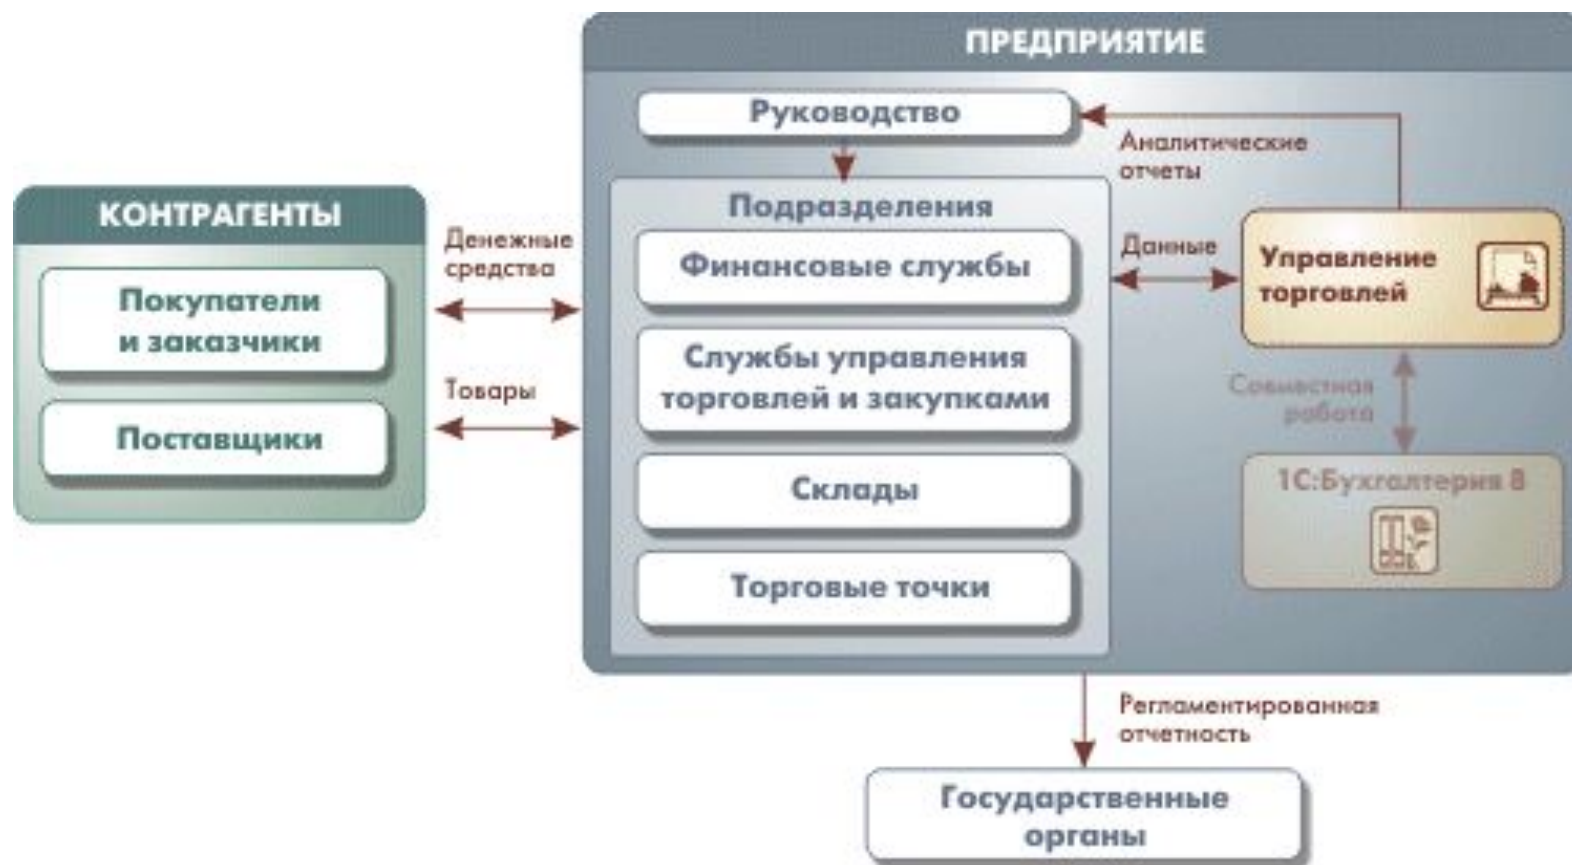 ПРЕДПРИЯТИЕ
Руководство
Аналитические
отчеты
Подразделения
КОНТРАГЕНТЫ
Покупатели
и заказчики
Поставщики
Денежные
средства
Товары
Финансовые службы
Службы управления
торговлей и закупками
Склады
Торговые точки
Данные
Управление
торговлей
Совместная
работа
1С:Бухгалтерия 8
Регламентированная
отчетность
Государственные
органы